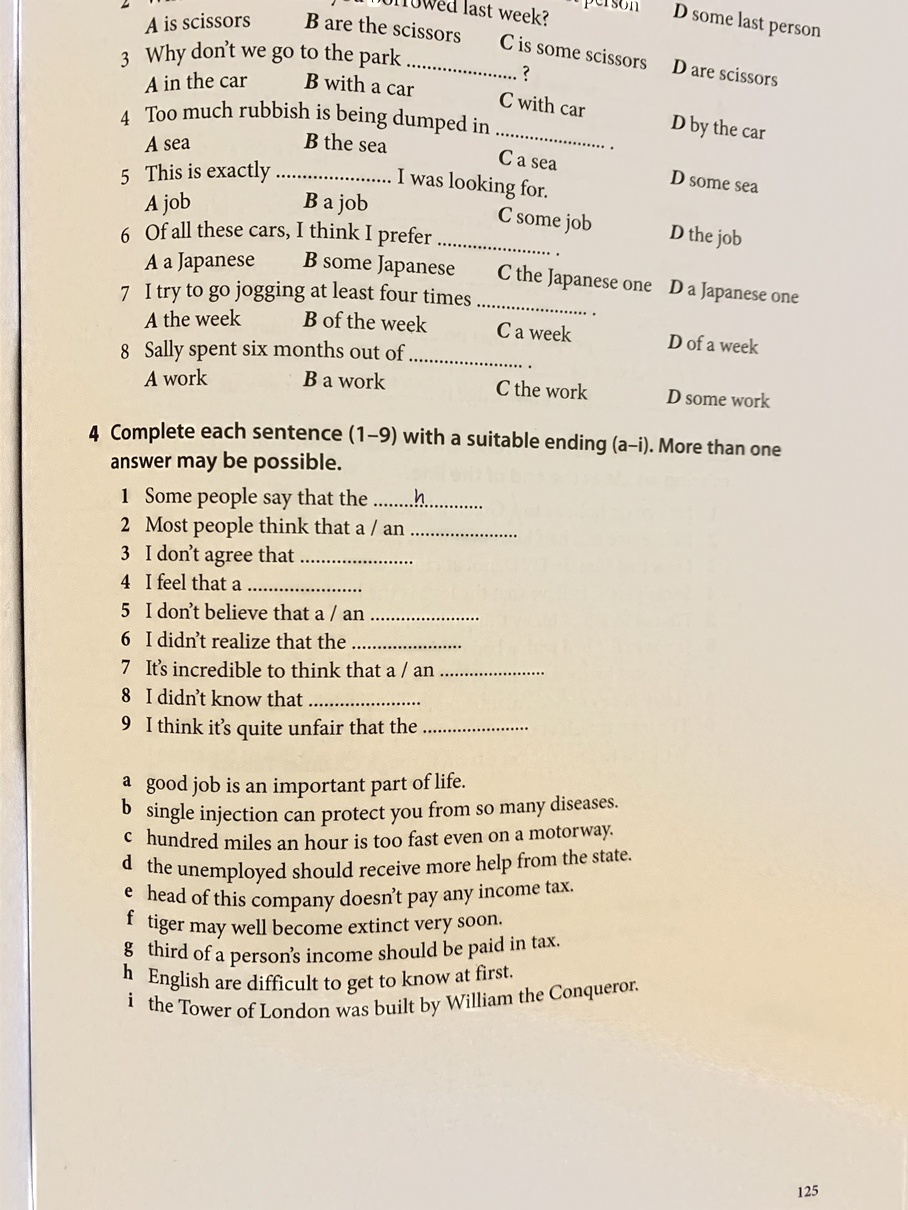 2 you borrowed last week?
person D some last person
A is scissors B are the scissors C is some scissors D are scissors
3 Why don't we go to the park .................... ?
A in the car B with a car C with car D by the car
4 Too much rubbish is being dumped in .................... .
A sea B the sea C a sea D some sea
5 This is exactly .................... I was looking for.
A job B a job C some job D the job
6 Of all these cars, I think I prefer .................... .
A a Japanese B some Japanese C the Japanese one D a Japanese one
7 I try to go jogging at least four times .................... .
A the week B of the week C a week D of a week
8 Sally spent six months out of .................... .
A work B a work C the work D some work
4 Complete each sentence (1–9) with a suitable ending (a–i). More than one
answer may be possible.
1 Some people say that the .......h.............
2 Most people think that a / an ....................
3 I don't agree that ....................
4 I feel that a ....................
5 I don't believe that a / an ....................
6 I didn't realize that the ....................
7 It's incredible to think that a / an ....................
8 I didn't know that ....................
9 I think it's quite unfair that the ....................
a good job is an important part of life.
b single injection can protect you from so many diseases.
c hundred miles an hour is too fast even on a motorway.
d the unemployed should receive more help from the state.
e head of this company doesn't pay any income tax.
f tiger may well become extinct very soon.
g third of a person's income should be paid in tax.
h English are difficult to get to know at first.
i the Tower of London was built by William the Conqueror.
125